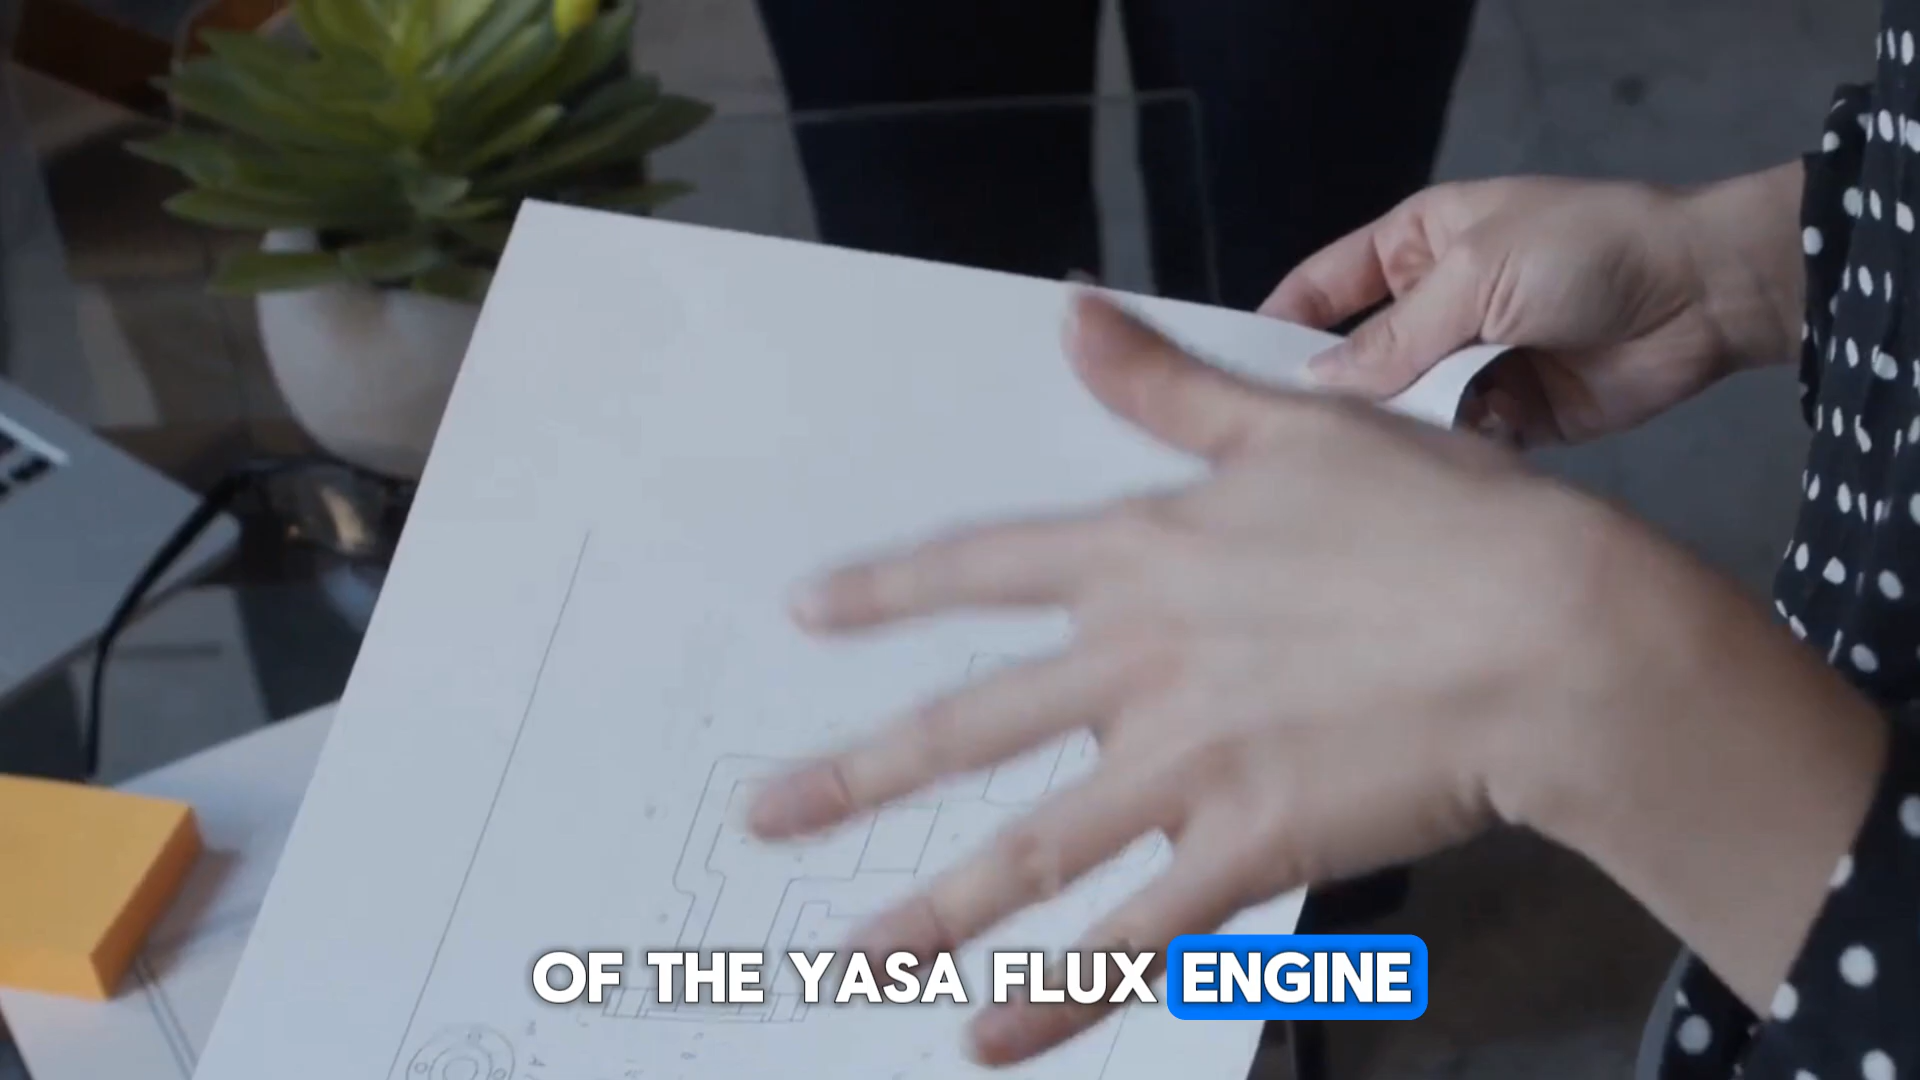 OF THE YASA FLUX ENGINE